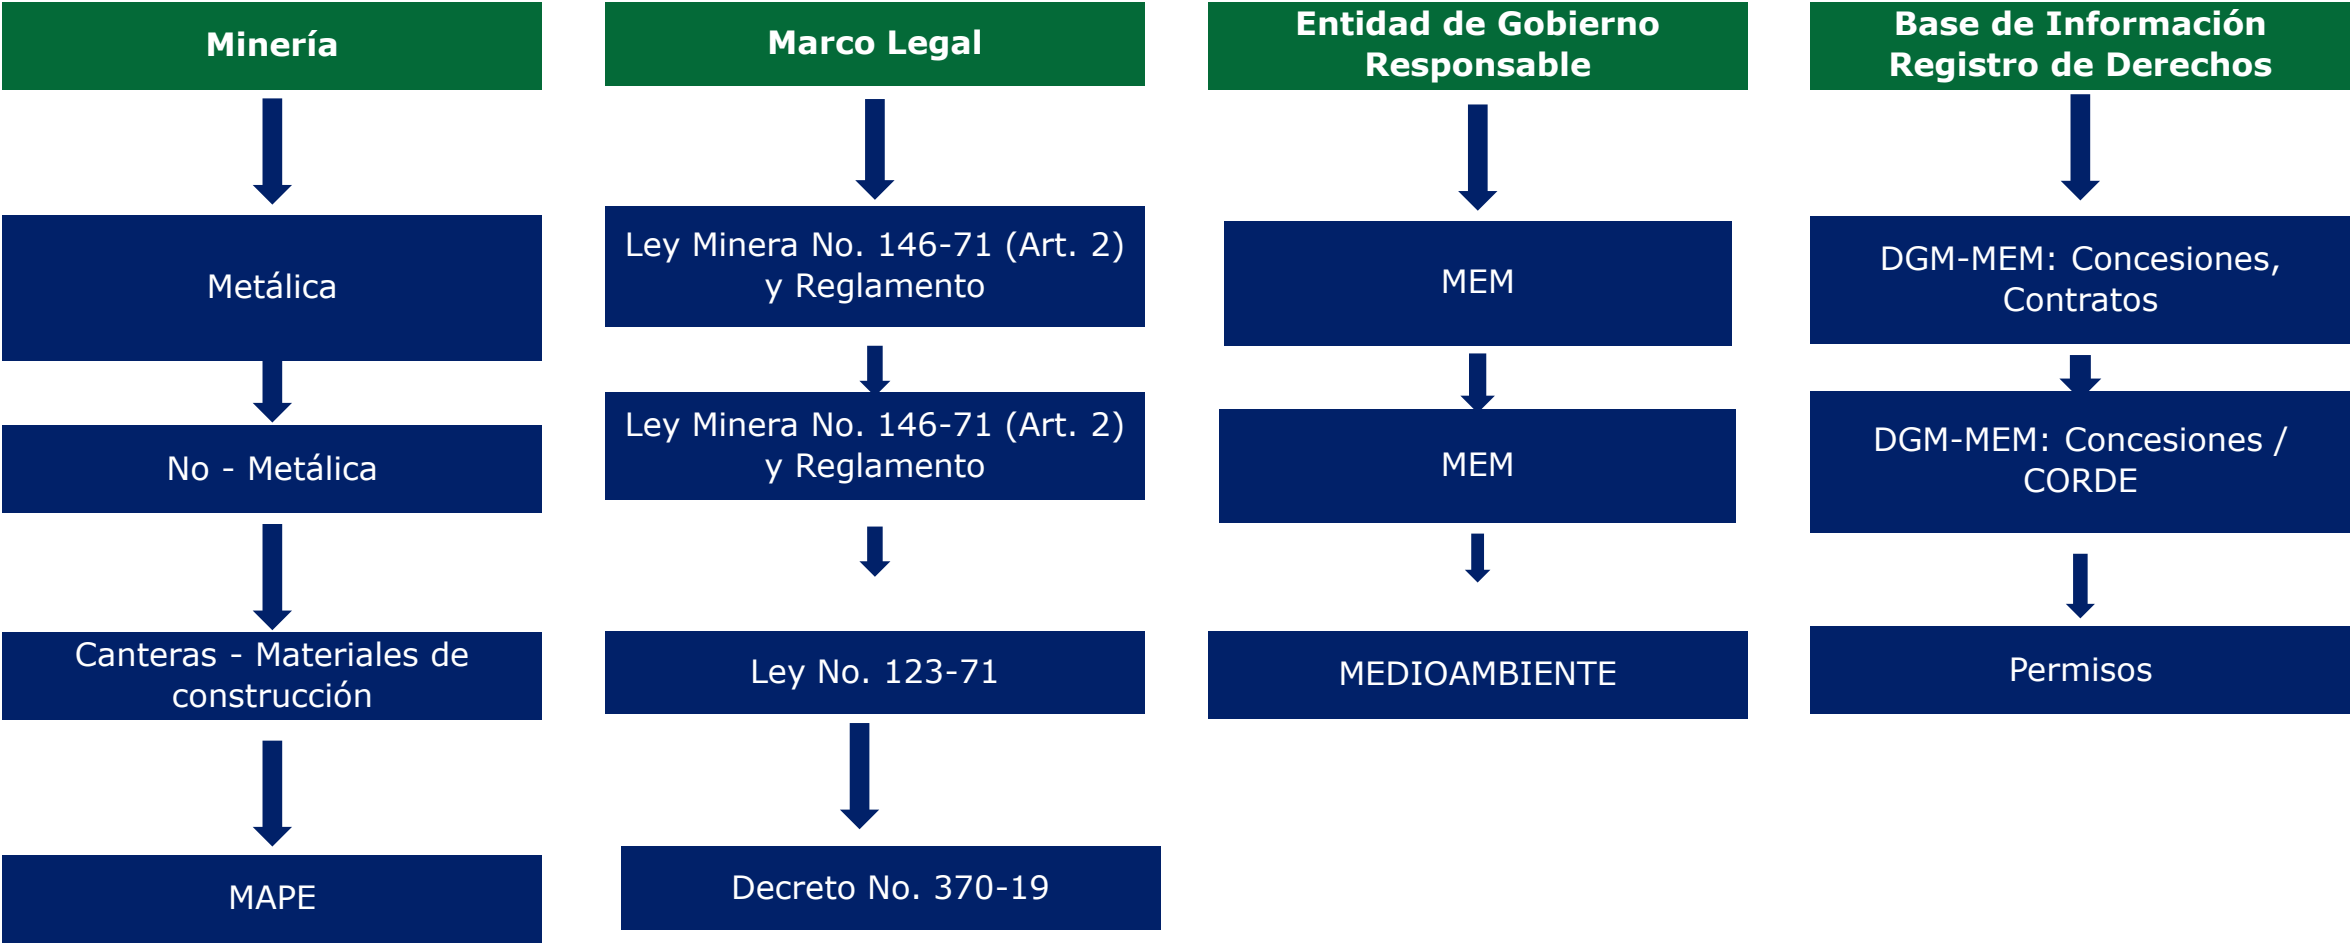 Minería
Metálica
No - Metálica
Canteras - Materiales de
construcción
MAPE
Marco Legal
Ley Minera No. 146-71 (Art. 2)
y Reglamento
Ley Minera No. 146-71 (Art. 2)
y Reglamento
Ley No. 123-71
Decreto No. 370-19
Entidad de Gobierno
Responsable
MEM
MEM
MEDIOAMBIENTE
Base de Información
Registro de Derechos
DGM-MEM: Concesiones,
Contratos
DGM-MEM: Concesiones /
CORDE
Permisos